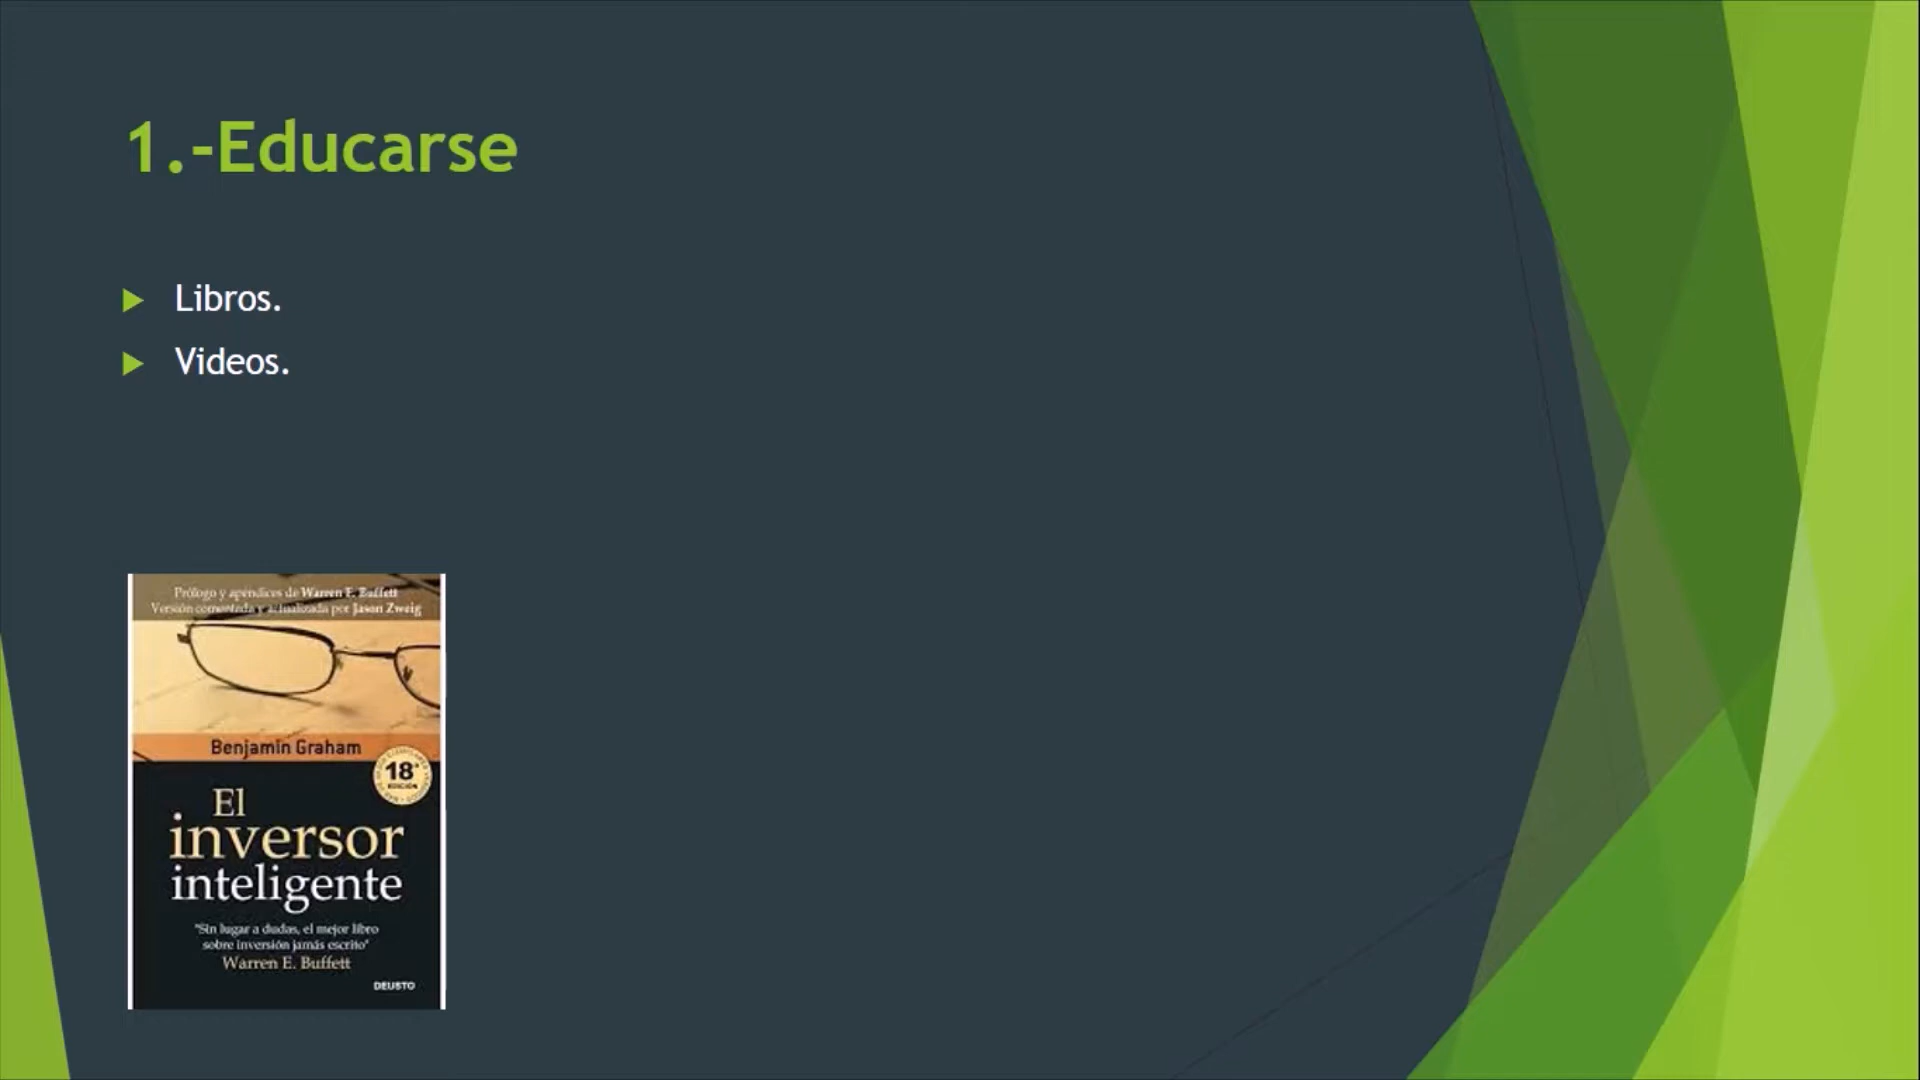 1.-Educarse
Libros.
Videos.
Prólogo y apéndices de Warren E. Buffett
Versión comentada y actualizada por Jason Zweig
Benjamin Graham
18ª
EDICIÓN
El
inversor
inteligente
"Sin lugar a dudas, el mejor libro
sobre inversión jamás escrito"
Warren E. Buffett
DEUSTO